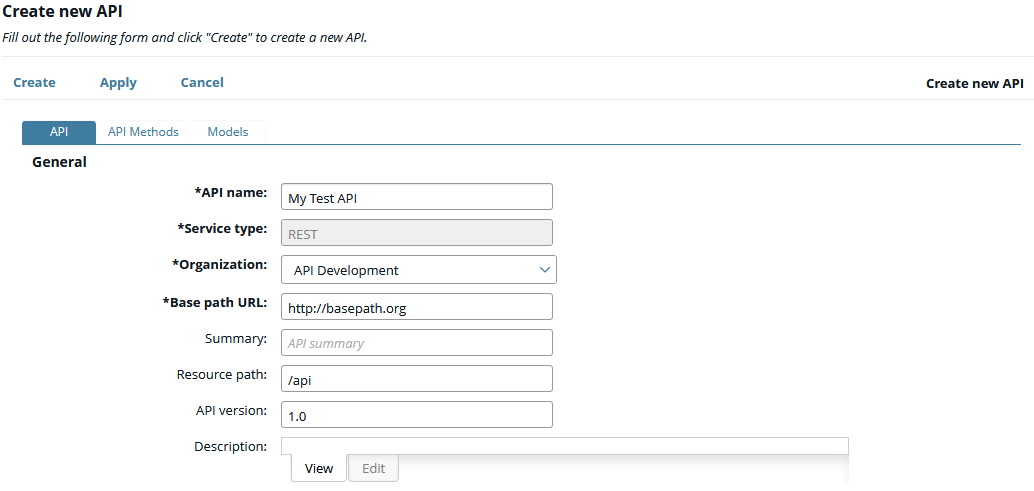 Create new API
Fill out the following form and click "Create" to create a new API.
Create Apply Cancel Create new API
API API Methods Models
General
*API name: My Test API
*Service type: REST
*Organization: API Development
*Base path URL: http://basepath.org
Summary: API summary
Resource path: /api
API version: 1.0
Description:
View Edit